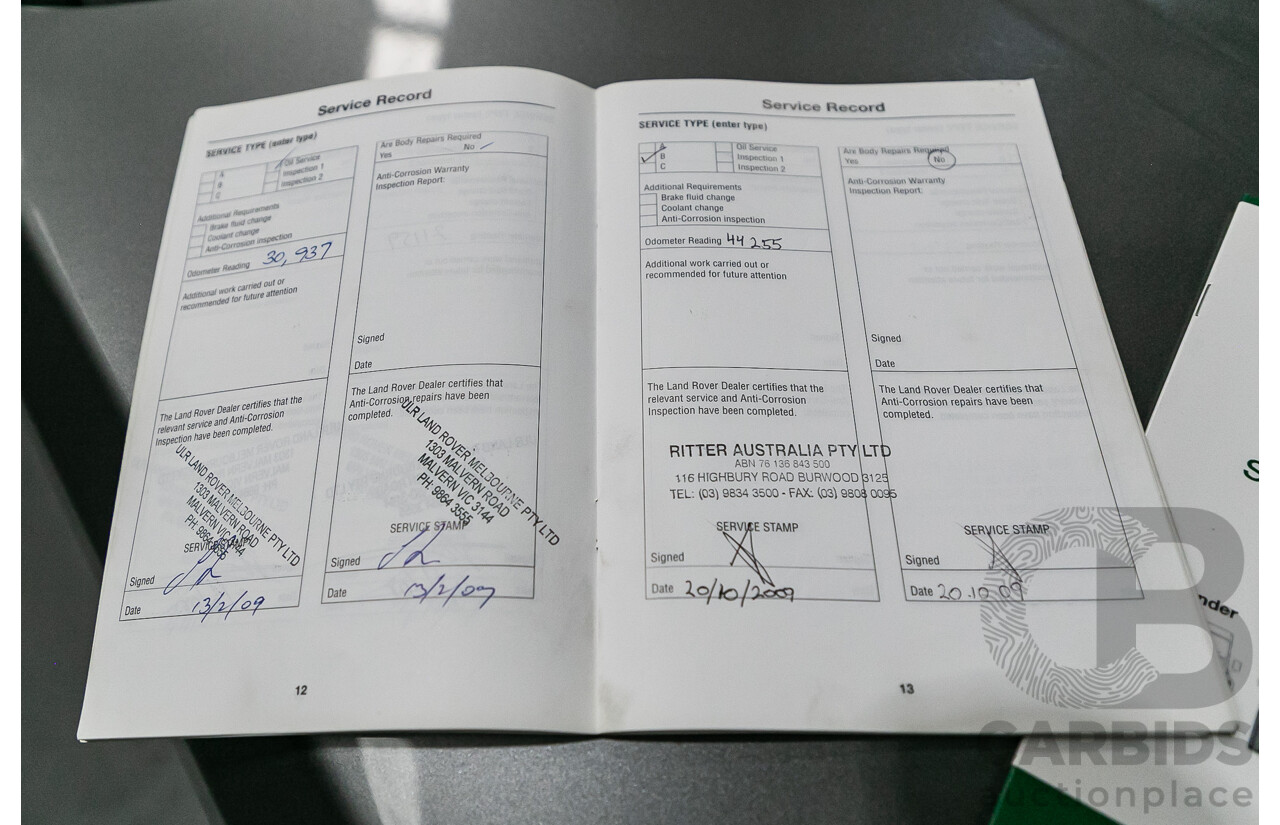 Service Record
SERVICE TYPE (enter type)
A
B
C
Oil Service
Inspection 1
Inspection 2
Additional Requirements
Brake fluid change
Coolant change
Anti-Corrosion inspection
Odometer Reading 30,937
Additional work carried out or
recommended for future attention
The Land Rover Dealer certifies that the
relevant service and Anti-Corrosion
Inspection have been completed.
ULR LAND ROVER MELBOURNE PTY LTD
1303 MALVERN ROAD
MALVERN VIC 3144
PH: 9864 3555
SERVICE STAMP
Signed
Date 13/2/09
Are Body Repairs Required
Yes No
Anti-Corrosion Warranty
Inspection Report:
Signed
Date
The Land Rover Dealer certifies that
Anti-Corrosion repairs have been
completed.
ULR LAND ROVER MELBOURNE PTY LTD
1303 MALVERN ROAD
MALVERN VIC 3144
PH: 9864 3555
SERVICE STAMP
Signed
Date 13/2/09
12
Service Record
SERVICE TYPE (enter type)
A
B
C
Oil Service
Inspection 1
Inspection 2
Additional Requirements
Brake fluid change
Coolant change
Anti-Corrosion inspection
Odometer Reading 44 255
Additional work carried out or
recommended for future attention
The Land Rover Dealer certifies that the
relevant service and Anti-Corrosion
Inspection have been completed.
RITTER AUSTRALIA PTY LTD
ABN 76 136 843 500
116 HIGHBURY ROAD BURWOOD 3125
TEL: (03) 9834 3500 - FAX: (03) 9808 0095
SERVICE STAMP
Signed
Date 20/10/2009
Are Body Repairs Required
Yes No
Anti-Corrosion Warranty
Inspection Report:
Signed
Date
The Land Rover Dealer certifies that
Anti-Corrosion repairs have been
completed.
SERVICE STAMP
Signed
Date 20.10.09
13
nder
CARBIDS
auctionplace